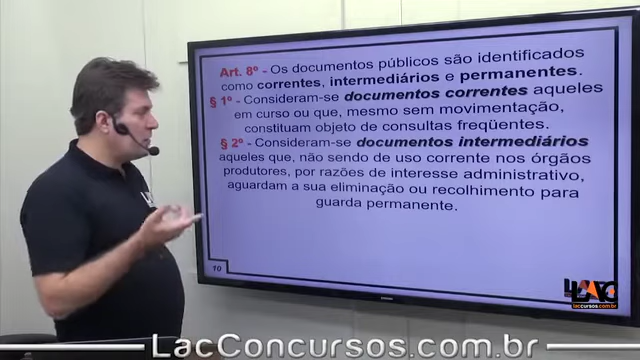 Art. 8º - Os documentos públicos são identificados
como correntes, intermediários e permanentes.
§ 1º - Consideram-se documentos correntes aqueles
em curso ou que, mesmo sem movimentação,
constituam objeto de consultas freqüentes.
§ 2º - Consideram-se documentos intermediários
aqueles que, não sendo de uso corrente nos órgãos
produtores, por razões de interesse administrativo,
aguardam a sua eliminação ou recolhimento para
guarda permanente.
10
LAC
laccursos.com.br
LacConcursos.com.br